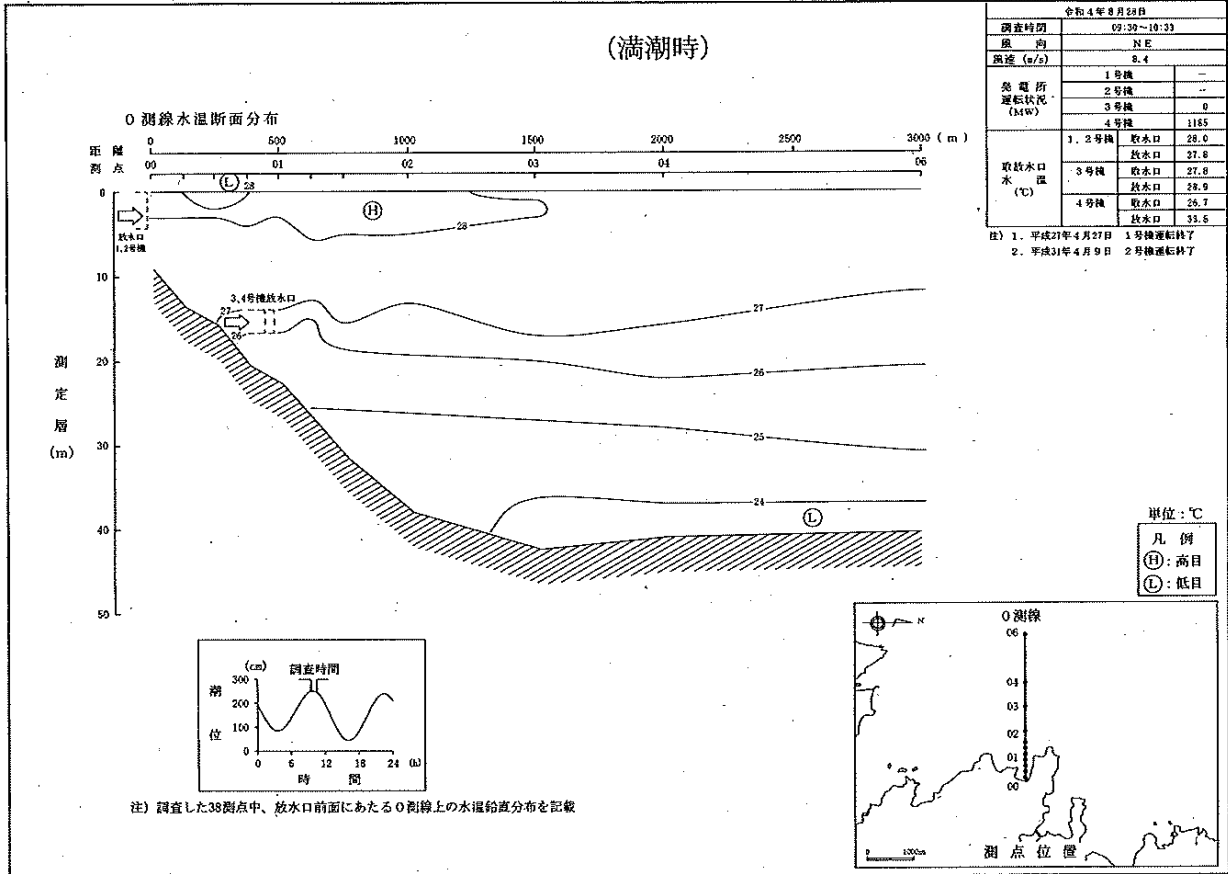 (満潮時)
令和4年8月28日
調査時間 09:30~10:33
風 向 NE
風速 (m/s) 8.4
発電所運転状況 (MW)
1号機 -
2号機 -
3号機 0
4号機 1165
取放水口水温 (℃)
1、2号機 取水口 28.0
放水口 27.8
3号機 取水口 27.8
放水口 28.9
4号機 取水口 26.7
放水口 33.5
注) 1. 平成27年4月27日 1号機運転終了
2. 平成31年4月9日 2号機運転終了
0測線水温断面分布
距離 0 500 1000 1500 2000 3000 (m)
測点 00 01 02 03 04 06
測定層 (m)
0
10
20
30
40
50
L 28
H
28
放水口
1,2号機
3,4号機放水口
27
26
27
26
25
24
L
単位:℃
凡 例
H:高目
L:低目
(cm) 調査時間
潮位
300
200
100
0
0 6 12 18 24 (h)
時 間
注) 調査した38測点中、放水口前面にあたる0測線上の水温鉛直分布を記載
N
0測線
06
04
03
02
01
00
0 1000m
測点位置